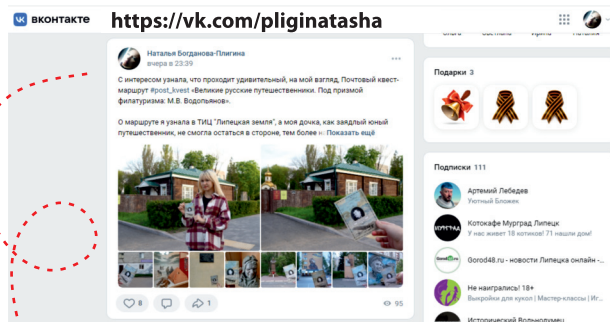 вконтакте
https://vk.com/pliginatasha
Наталья Богданова-Плигина
вчера в 23:39
С интересом узнала, что проходит удивительный, на мой взгляд, Почтовый квест-
маршрут #post_kvest «Великие русские путешественники. Под призмой
филатуризма: М.В. Водопьянов».
О маршруте я узнала в ТИЦ "Липецкая земля", а моя дочка, как заядлый юный
путешественник, не смогла остаться в стороне, тем более Показать ещё
8
1
95
Подарки 3
Подписки 111
Артемий Лебедев
Уютный Бложек
Котокафе Мурград Липецк
У нас живет 18 котиков! 71 нашли дом!
Gorod48.ru - новости Липецка онлайн -...
Не наигрались! 18+
Выкройки для кукол | Мастер-классы | Иг...
Исторический Вольнодумец